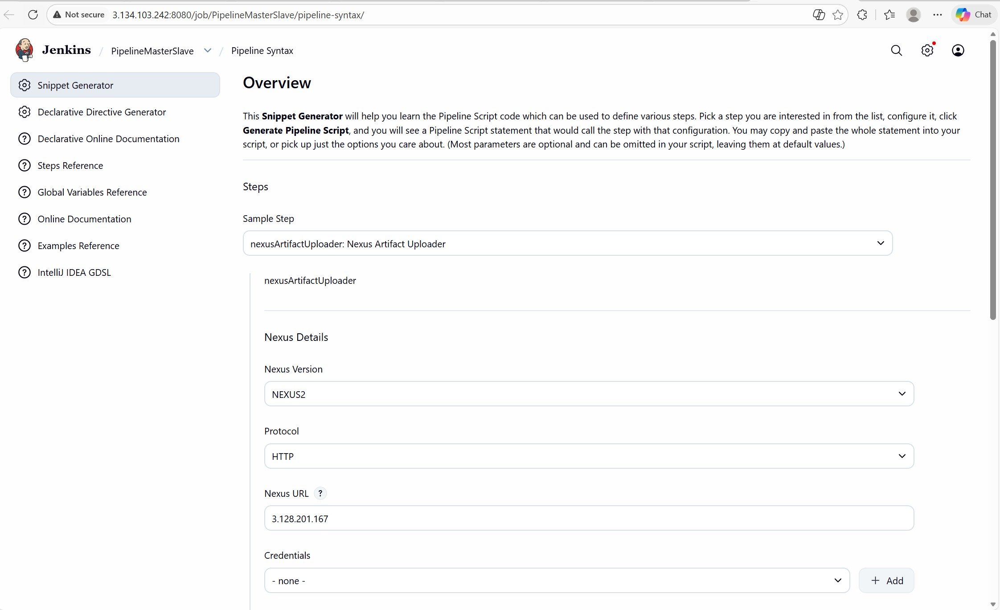 Not secure 3.134.103.242:8080/job/PipelineMasterSlave/pipeline-syntax/ Chat
Jenkins / PipelineMasterSlave / Pipeline Syntax
Snippet Generator
Declarative Directive Generator
Declarative Online Documentation
Steps Reference
Global Variables Reference
Online Documentation
Examples Reference
IntelliJ IDEA GDSL
Overview
This Snippet Generator will help you learn the Pipeline Script code which can be used to define various steps. Pick a step you are interested in from the list, configure it, click
Generate Pipeline Script, and you will see a Pipeline Script statement that would call the step with that configuration. You may copy and paste the whole statement into your
script, or pick up just the options you care about. (Most parameters are optional and can be omitted in your script, leaving them at default values.)
Steps
Sample Step
nexusArtifactUploader: Nexus Artifact Uploader
nexusArtifactUploader
Nexus Details
Nexus Version
NEXUS2
Protocol
HTTP
Nexus URL ?
3.128.201.167
Credentials
- none -
+ Add